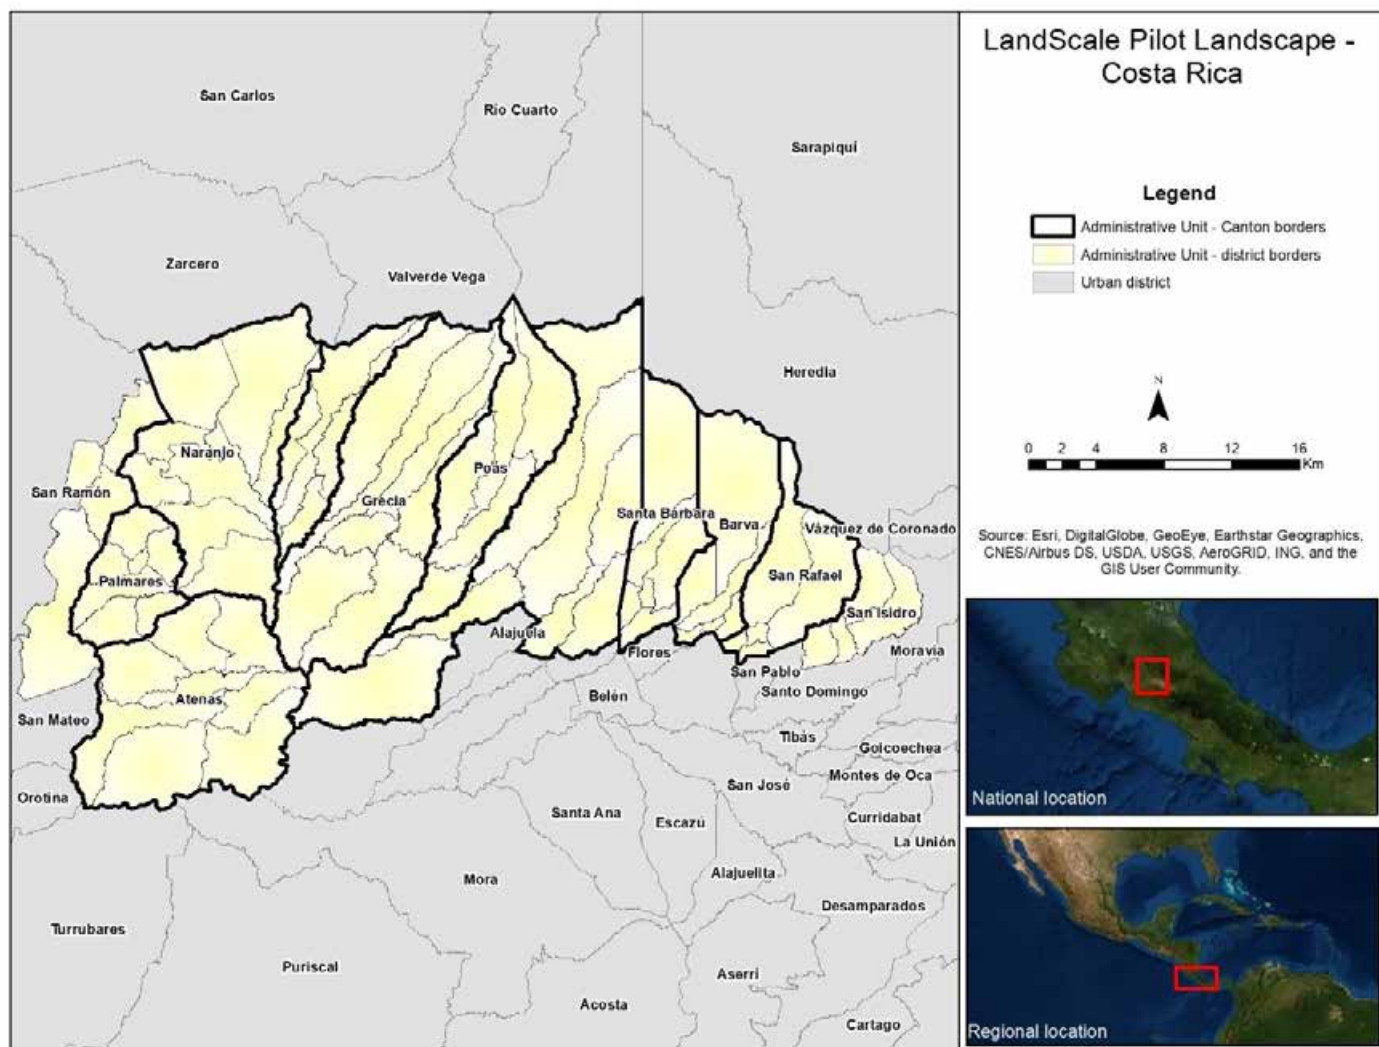 LandScale Pilot Landscape -
Costa Rica
Legend
Administrative Unit - Canton borders
Administrative Unit - district borders
Urban district
N
0 2 4 8 12 16
Km
Source: Esri, DigitalGlobe, GeoEye, Earthstar Geographics,
CNES/Airbus DS, USDA, USGS, AeroGRID, ING, and the
GIS User Community.
National location
Regional location
San Carlos
Río Cuarto
Sarapiquí
Zarcero
Valverde Vega
Heredia
Naranjo
Poás
San Ramón
Grecia
Santa Bárbara
Barva
Vázquez de Coronado
Palmares
San Rafael
San Isidro
Alajuela
Flores
Moravia
San Pablo
Santo Domingo
Atenas
Belén
San Mateo
Tibás
Goicoechea
Montes de Oca
San José
Orotina
Santa Ana
Escazú
Curridabat
La Unión
Alajuelita
Mora
Desamparados
Turrubares
Puriscal
Aserrí
Acosta
Cartago